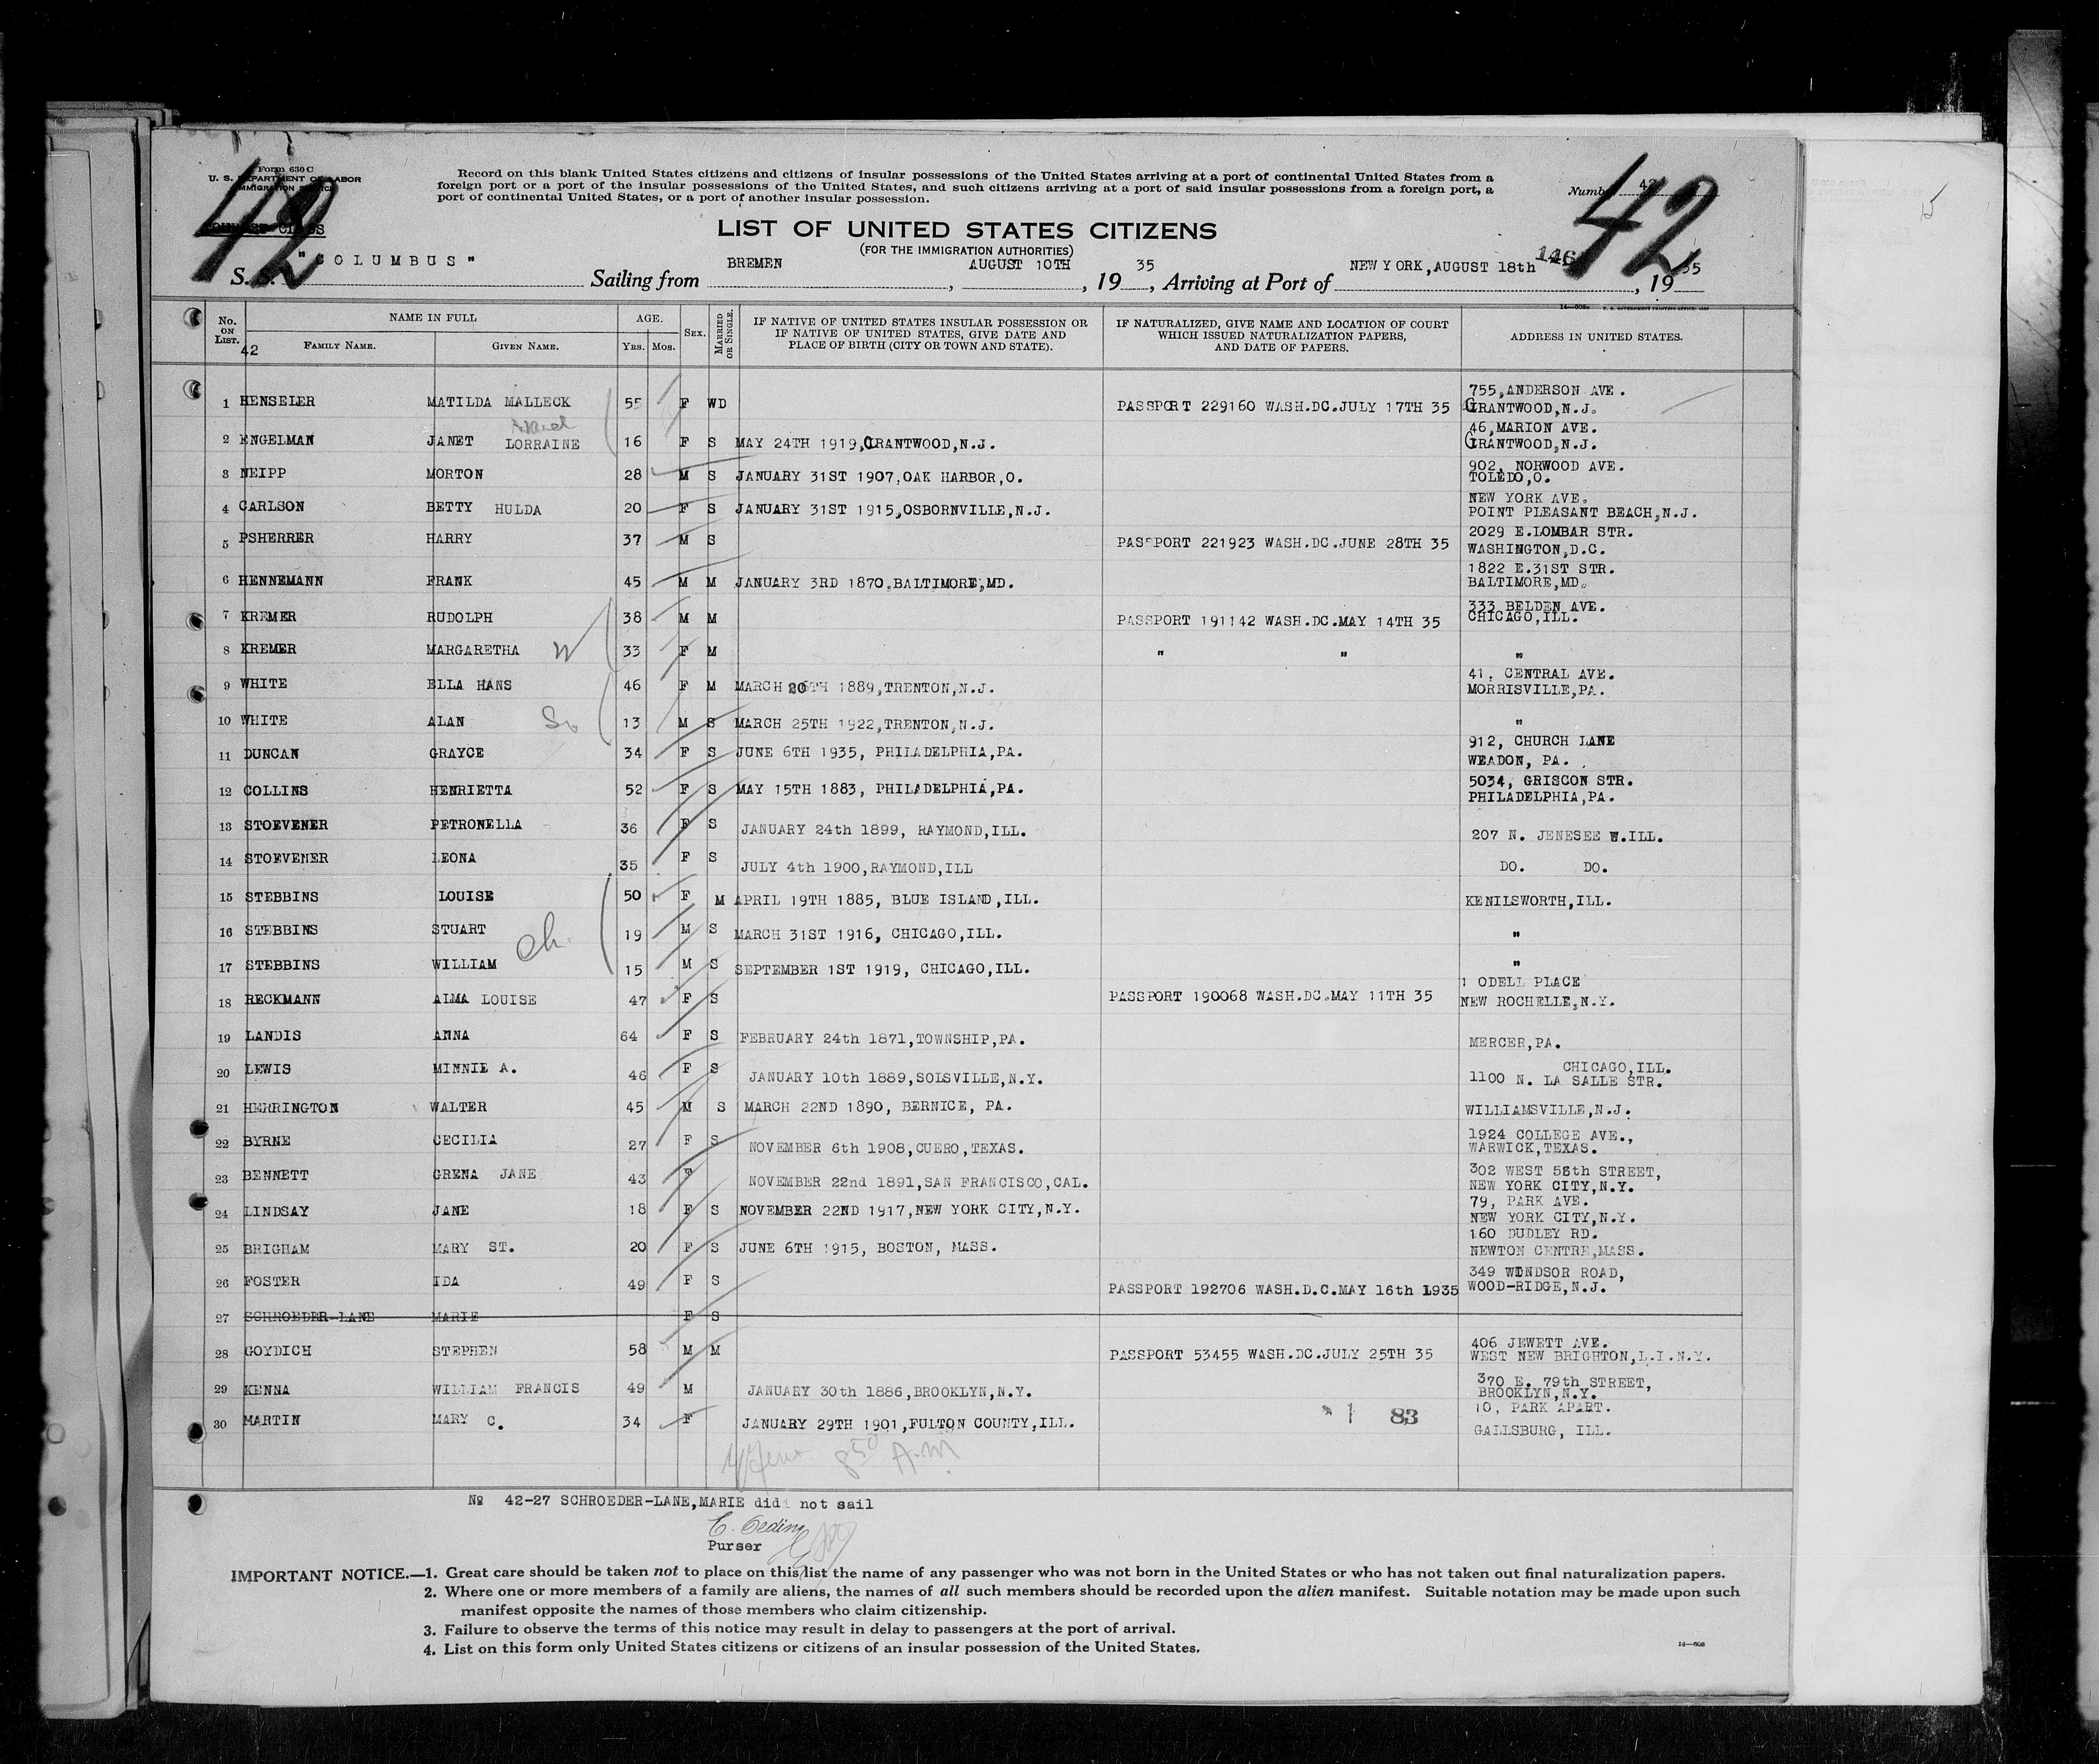 Form 630 C
U. S. DEPARTMENT OF LABOR
IMMIGRATION SERVICE
Record on this blank United States citizens and citizens of insular possessions of the United States arriving at a port of continental United States from a
foreign port or a port of the insular possessions of the United States, and such citizens arriving at a port of said insular possessions from a foreign port, a
port of continental United States, or a port of another insular possession.
Number 42
42 42
CLASS
LIST OF UNITED STATES CITIZENS
(FOR THE IMMIGRATION AUTHORITIES)
146
S. S. "COLUMBUS" Sailing from BREMEN, AUGUST 10TH, 1935, Arriving at Port of NEW YORK, AUGUST 18th, 1935
No. ON LIST. NAME IN FULL FAMILY NAME. GIVEN NAME. AGE. YRS. MOS. SEX. MARRIED OR SINGLE. IF NATIVE OF UNITED STATES INSULAR POSSESSION OR IF NATIVE OF UNITED STATES, GIVE DATE AND PLACE OF BIRTH (CITY OR TOWN AND STATE). IF NATURALIZED, GIVE NAME AND LOCATION OF COURT WHICH ISSUED NATURALIZATION PAPERS, AND DATE OF PAPERS. ADDRESS IN UNITED STATES.
42
1 HENSELER MATILDA MALLECK 55 F WD PASSPORT 229160 WASH.DC.JULY 17TH 35 755, ANDERSON AVE. GRANTWOOD,N.J.
2 ENGELMAN JANET LORRAINE 16 F S MAY 24TH 1919,GRANTWOOD,N.J. 46,MARION AVE. GRANTWOOD,N.J.
3 NEIPP MORTON 28 M S JANUARY 31ST 1907,OAK HARBOR,O. 902, NORWOOD AVE. TOLEDO,O.
4 CARLSON BETTY HULDA 20 F S JANUARY 31ST 1915,OSBORNVILLE,N.J. NEW YORK AVE. POINT PLEASANT BEACH,N.J.
5 PSHERRER HARRY 37 M S PASSPORT 221923 WASH.DC.JUNE 28TH 35 2029 E.LOMBAR STR. WASHINGTON,D.C.
6 HENNEMANN FRANK 45 M M JANUARY 3RD 1870,BALTIMORE,MD. 1822 E.31ST STR. BALTIMORE,MD.
7 KREMER RUDOLPH 38 M M PASSPORT 191142 WASH.DC.MAY 14TH 35 333 BELDEN AVE. CHICAGO,ILL.
8 KREMER MARGARETHA W 33 F M " " "
9 WHITE ELLA HANS 46 F M MARCH 20TH 1889,TRENTON,N.J. 41, CENTRAL AVE. MORRISVILLE,PA.
10 WHITE ALAN So 13 M S MARCH 25TH 1922,TRENTON,N.J. "
11 DUNCAN GRAYCE 34 F S JUNE 6TH 1935, PHILADELPHIA,PA. 912, CHURCH LANE WEADON, PA.
12 COLLINS HENRIETTA 52 F S MAY 15TH 1883, PHILADELPHIA,PA. 5034, GRISCON STR. PHILADELPHIA,PA.
13 STOEVENER PETRONELLA 36 F S JANUARY 24th 1899, RAYMOND,ILL. 207 N. JENESEE W.ILL.
14 STOEVENER LEONA 35 F S JULY 4th 1900,RAYMOND,ILL DO. DO.
15 STEBBINS LOUISE 50 F M APRIL 19TH 1885, BLUE ISLAND,ILL. KENILSWORTH,ILL.
16 STEBBINS STUART 19 M S MARCH 31ST 1916, CHICAGO,ILL. "
ch.
17 STEBBINS WILLIAM 15 M S SEPTEMBER 1ST 1919, CHICAGO,ILL. "
18 RECKMANN ALMA LOUISE 47 F S PASSPORT 190068 WASH.DC.MAY 11TH 35 1 ODELL PLACE NEW ROCHELLE,N.Y.
19 LANDIS ANNA 64 F S FEBRUARY 24th 1871,TOWNSHIP,PA. MERCER,PA.
20 LEWIS MINNIE A. 46 F S JANUARY 10th 1889,SOLSVILLE,N.Y. CHICAGO,ILL. 1100 N. LA SALLE STR.
21 HERRINGTON WALTER 45 M S MARCH 22ND 1890, BERNICE, PA. WILLIAMSVILLE,N.J.
22 BYRNE CECILIA 27 F S NOVEMBER 6th 1908,CUERO,TEXAS. 1924 COLLEGE AVE., WARWICK,TEXAS.
23 BENNETT GRENA JANE 43 F NOVEMBER 22nd 1891,SAN FRANCISCO,CAL. 302 WEST 56th STREET, NEW YORK CITY,N.Y.
24 LINDSAY JANE 18 F S NOVEMBER 22ND 1917,NEW YORK CITY,N.Y. 79, PARK AVE. NEW YORK CITY,N.Y.
25 BRIGHAM MARY ST. 20 F S JUNE 6TH 1915, BOSTON, MASS. 160 DUDLEY RD. NEWTON CENTRE,MASS.
26 FOSTER IDA 49 F S PASSPORT 192706 WASH.D.C.MAY 16th 1935 349 WINDSOR ROAD, WOOD-RIDGE,N.J.
27 SCHROEDER-LANE MARIE F S
28 GOYDICH STEPHEN 58 M M PASSPORT 53455 WASH.DC.JULY 25TH 35 406 JEWETT AVE. WEST NEW BRIGHTON,L.I.N.Y.
29 KENNA WILLIAM FRANCIS 49 M JANUARY 30th 1886,BROOKLYN,N.Y. 370 E. 79th STREET, BROOKLYN,N.Y.
30 MARTIN MARY C. 34 F JANUARY 29TH 1901,FULTON COUNTY,ILL. 1 83 10, PARK APART. GALLSBURG, ILL.
8 50 A.M
No 42-27 SCHROEDER-LANE,MARIE did not sail
Purser
IMPORTANT NOTICE.—1. Great care should be taken not to place on this list the name of any passenger who was not born in the United States or who has not taken out final naturalization papers.
2. Where one or more members of a family are aliens, the names of all such members should be recorded upon the alien manifest. Suitable notation may be made upon such
manifest opposite the names of those members who claim citizenship.
3. Failure to observe the terms of this notice may result in delay to passengers at the port of arrival.
4. List on this form only United States citizens or citizens of an insular possession of the United States.